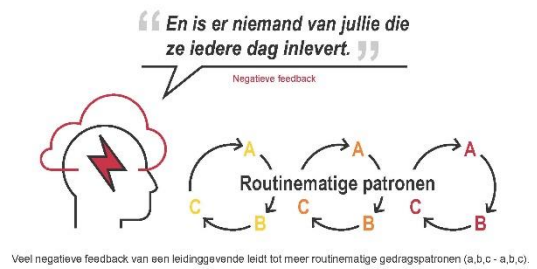 “ En is er niemand van jullie die
ze iedere dag inlevert. ”
Negatieve feedback
A A A
Routinematige patronen
C B C B C B
Veel negatieve feedback van een leidinggevende leidt tot meer routinematige gedragspatronen (a,b,c - a,b,c).